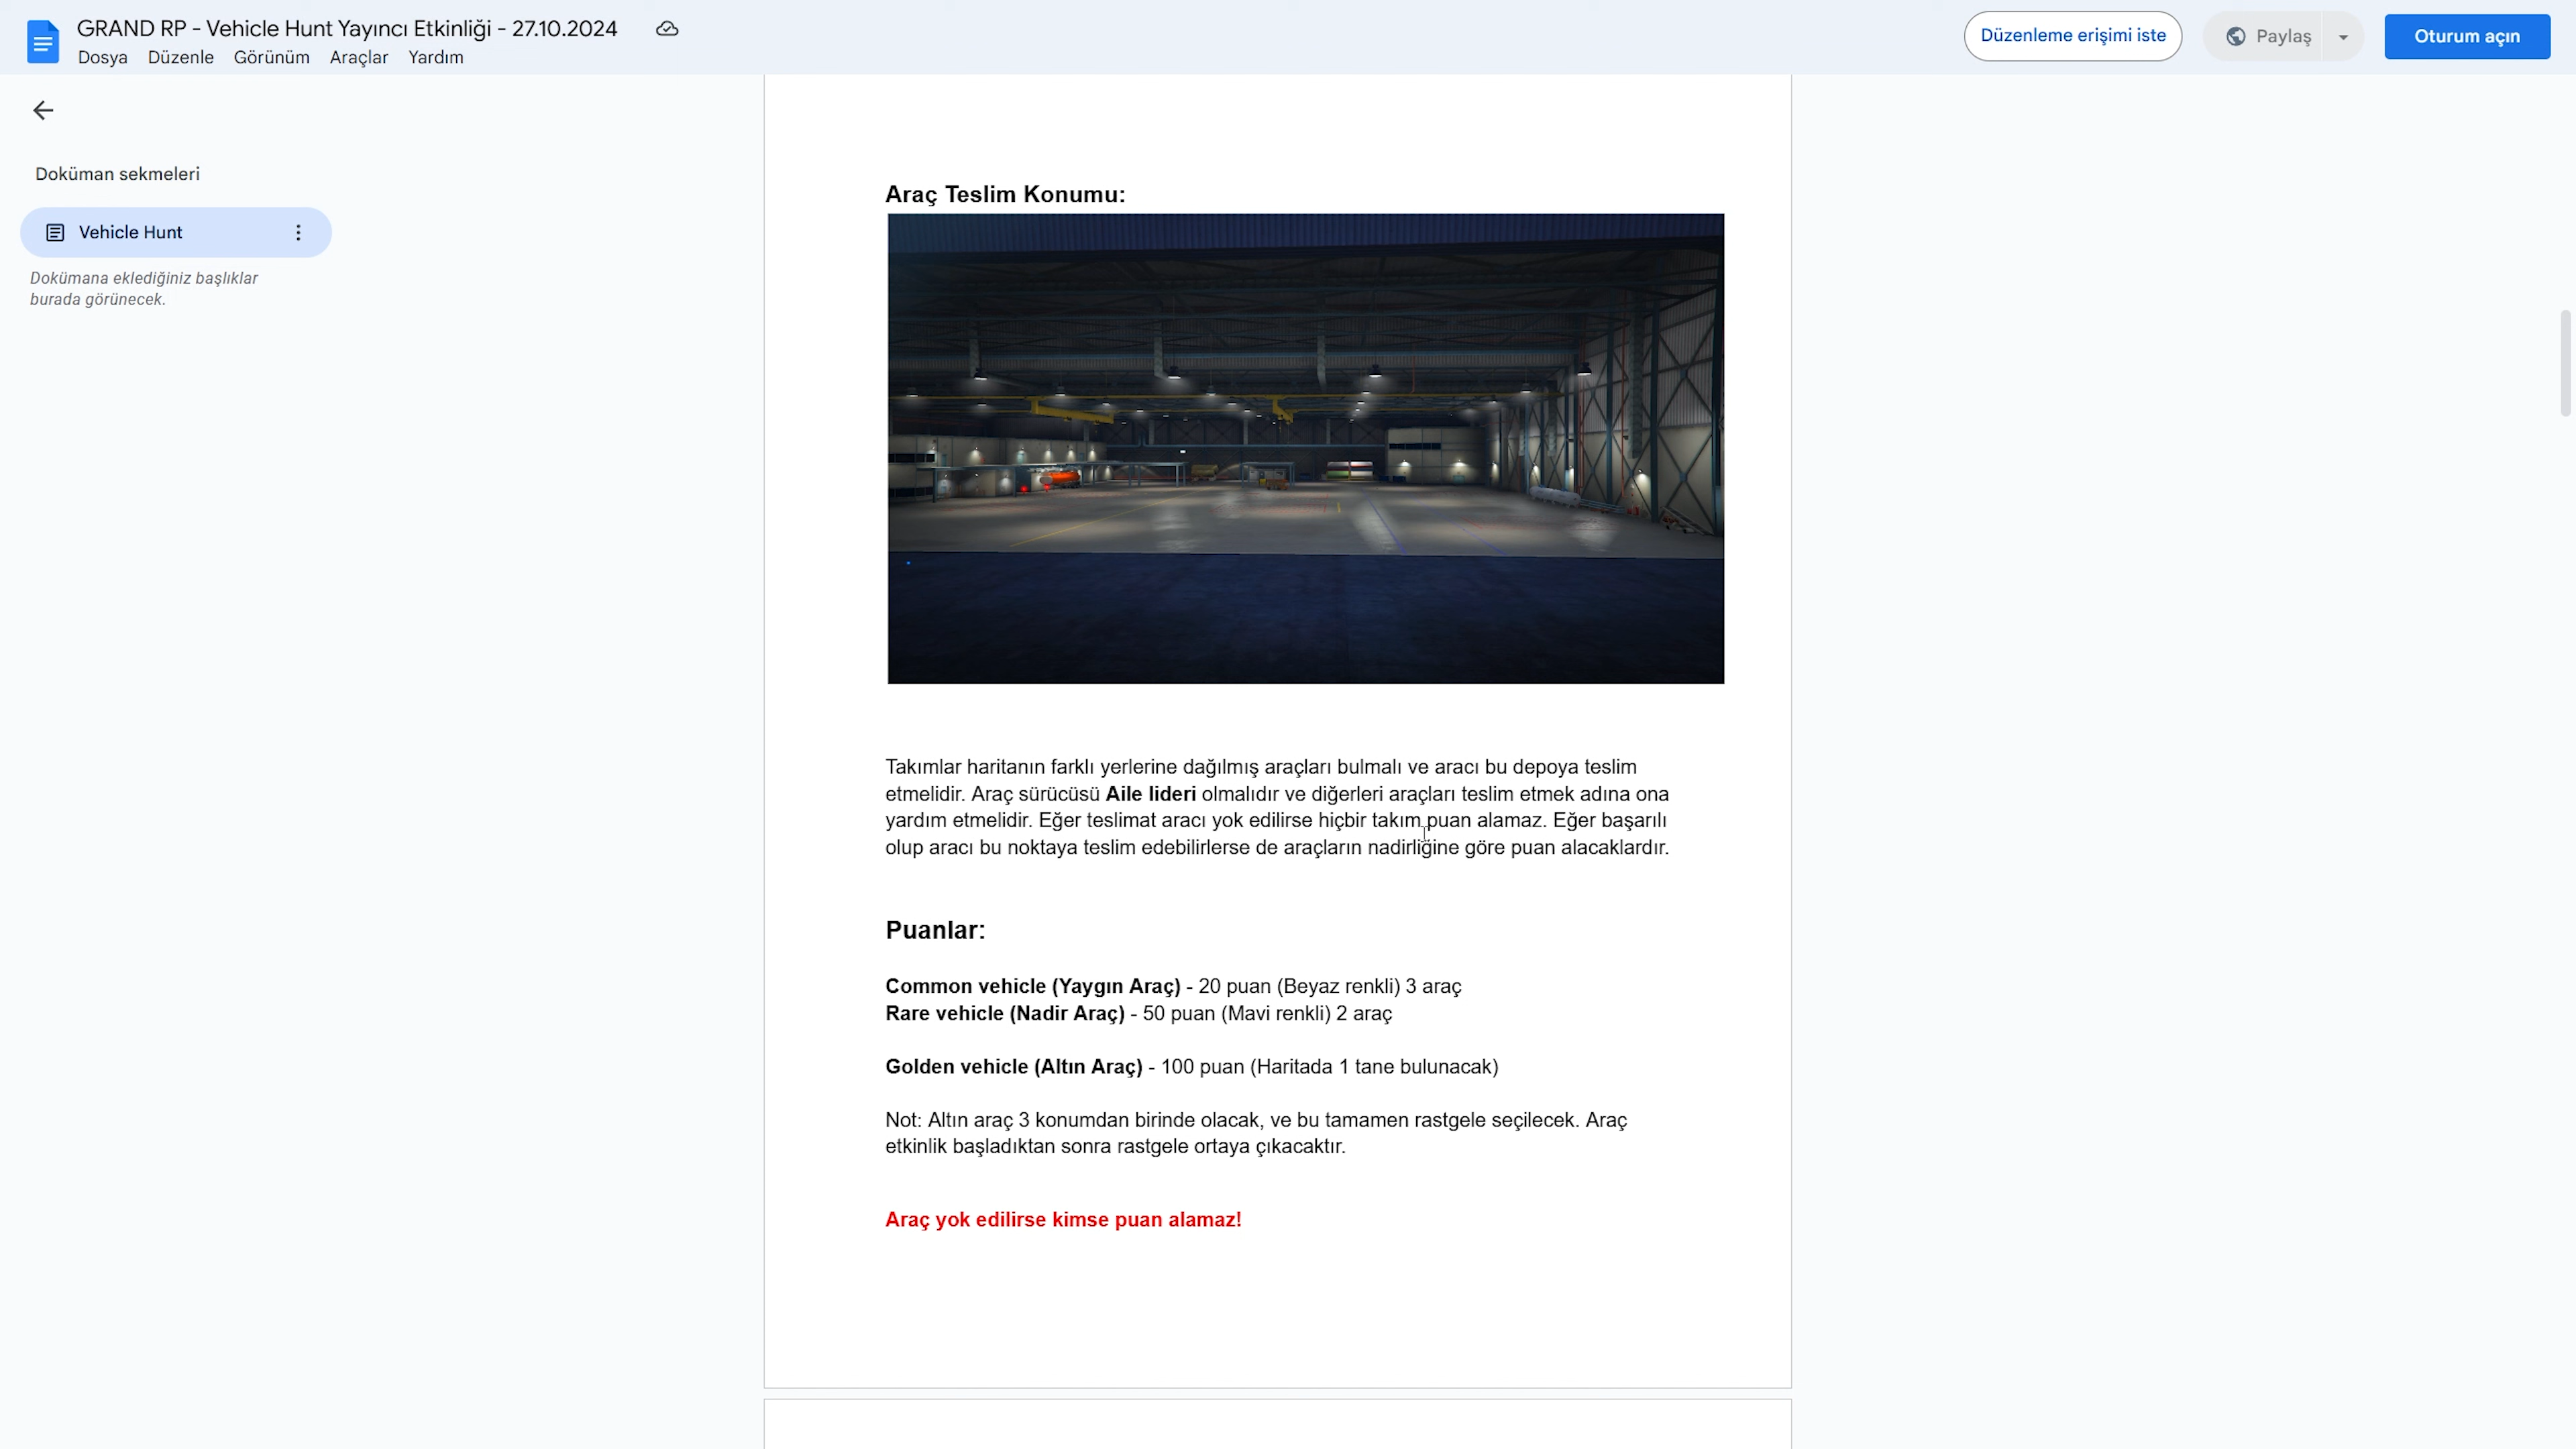 GRAND RP - Vehicle Hunt Yayıncı Etkinliği - 27.10.2024
Dosya Düzenle Görünüm Araçlar Yardım
Düzenleme erişimi iste
Paylaş
Oturum açın
Doküman sekmeleri
Vehicle Hunt
Dokümana eklediğiniz başlıklar
burada görünecek.
Araç Teslim Konumu:
Takımlar haritanın farklı yerlerine dağılmış araçları bulmalı ve aracı bu depoya teslim
etmelidir. Araç sürücüsü Aile lideri olmalıdır ve diğerleri araçları teslim etmek adına ona
yardım etmelidir. Eğer teslimat aracı yok edilirse hiçbir takım puan alamaz. Eğer başarılı
olup aracı bu noktaya teslim edebilirlerse de araçların nadirliğine göre puan alacaklardır.
Puanlar:
Common vehicle (Yaygın Araç) - 20 puan (Beyaz renkli) 3 araç
Rare vehicle (Nadir Araç) - 50 puan (Mavi renkli) 2 araç
Golden vehicle (Altın Araç) - 100 puan (Haritada 1 tane bulunacak)
Not: Altın araç 3 konumdan birinde olacak, ve bu tamamen rastgele seçilecek. Araç
etkinlik başladıktan sonra rastgele ortaya çıkacaktır.
Araç yok edilirse kimse puan alamaz!